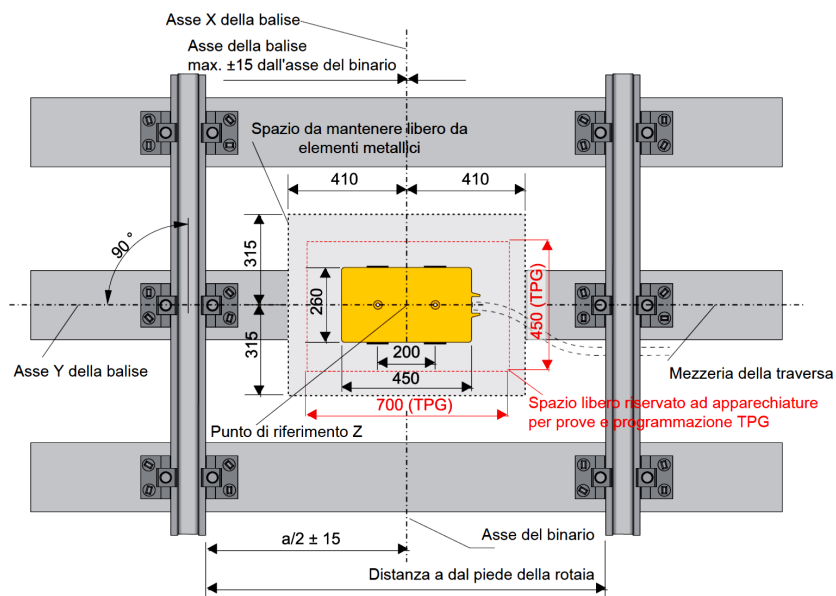 Asse X della balise
Asse della balise
max. ±15 dall'asse del binario
Spazio da mantenere libero da
elementi metallici
410
410
90°
315
315
260
200
450
450 (TPG)
700 (TPG)
Asse Y della balise
Mezzeria della traversa
Spazio libero riservato ad apparechiature
per prove e programmazione TPG
Punto di riferimento Z
Asse del binario
a/2 ± 15
Distanza a dal piede della rotaia